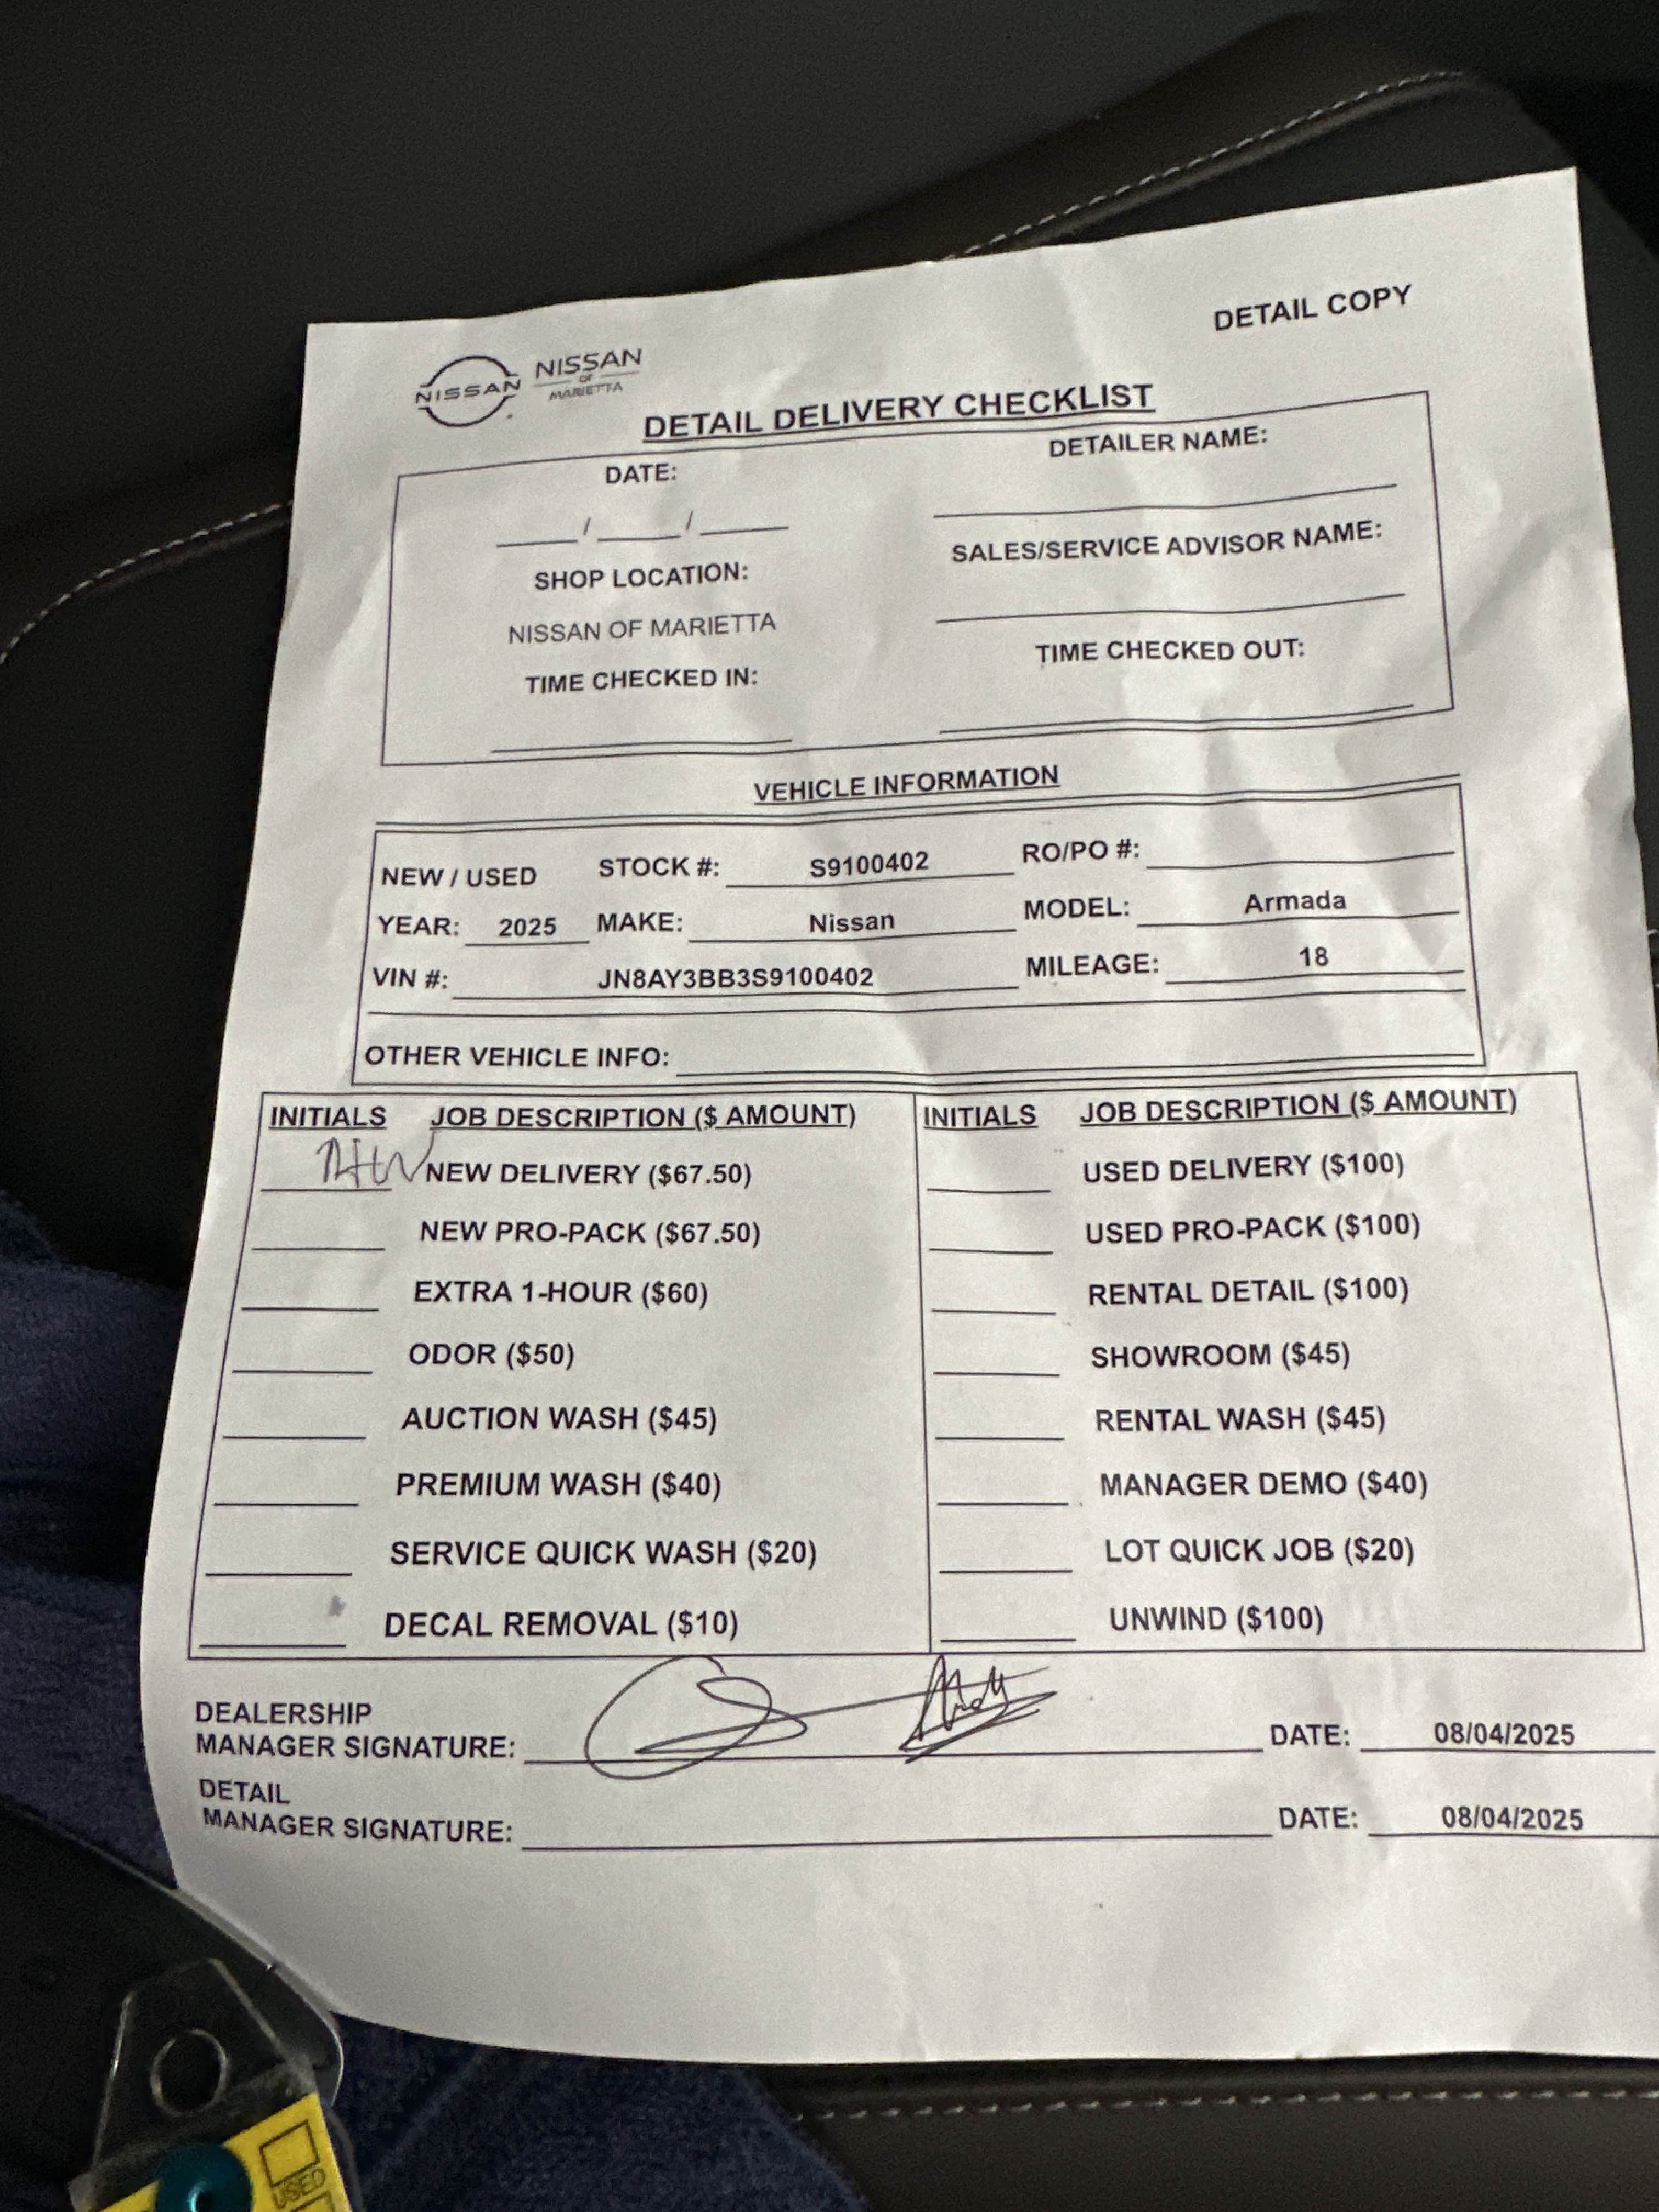 DETAIL COPY
NISSAN
NISSAN
OF
MARIETTA
DETAIL DELIVERY CHECKLIST
DATE:
DETAILER NAME:
/ /
SALES/SERVICE ADVISOR NAME:
SHOP LOCATION:
NISSAN OF MARIETTA
TIME CHECKED OUT:
TIME CHECKED IN:
VEHICLE INFORMATION
NEW / USED STOCK #: S9100402 RO/PO #:
YEAR: 2025 MAKE: Nissan MODEL: Armada
VIN #: JN8AY3BB3S9100402 MILEAGE: 18
OTHER VEHICLE INFO:
INITIALS JOB DESCRIPTION ($ AMOUNT) INITIALS JOB DESCRIPTION ($ AMOUNT)
NEW DELIVERY ($67.50) USED DELIVERY ($100)
NEW PRO-PACK ($67.50) USED PRO-PACK ($100)
EXTRA 1-HOUR ($60) RENTAL DETAIL ($100)
ODOR ($50) SHOWROOM ($45)
AUCTION WASH ($45) RENTAL WASH ($45)
PREMIUM WASH ($40) MANAGER DEMO ($40)
SERVICE QUICK WASH ($20) LOT QUICK JOB ($20)
DECAL REMOVAL ($10) UNWIND ($100)
DEALERSHIP
MANAGER SIGNATURE: DATE: 08/04/2025
DETAIL
MANAGER SIGNATURE: DATE: 08/04/2025
USED